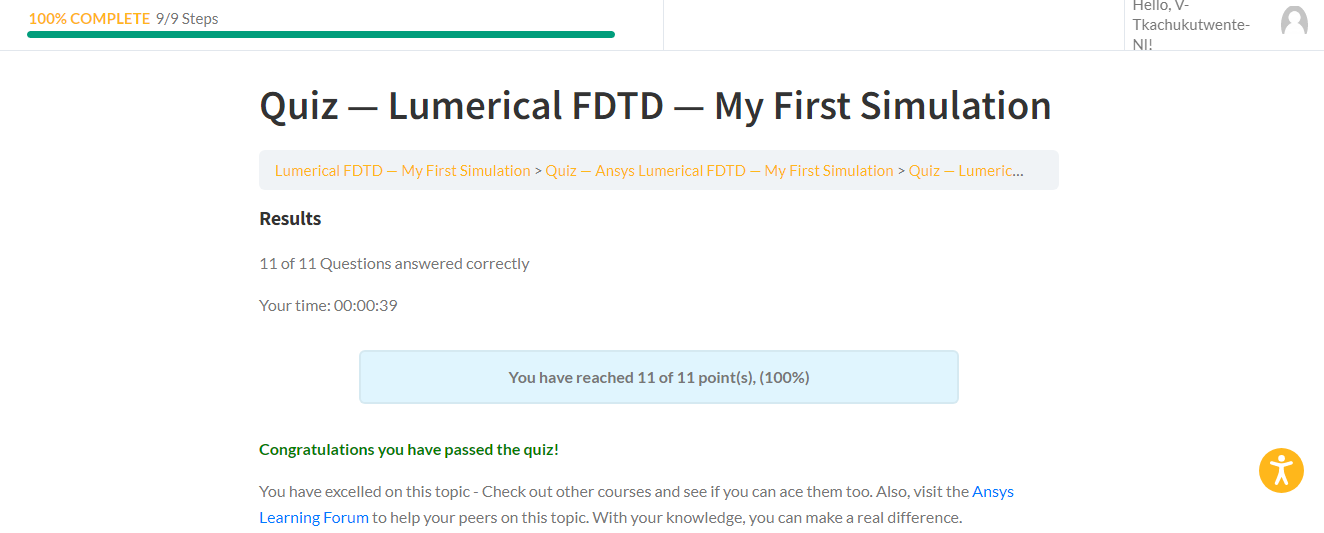 100% COMPLETE 9/9 Steps
Hello, V-
Tkachukutwente-
Nl!
Quiz — Lumerical FDTD — My First Simulation
Lumerical FDTD — My First Simulation > Quiz — Ansys Lumerical FDTD — My First Simulation > Quiz — Lumeric...
Results
11 of 11 Questions answered correctly
Your time: 00:00:39
You have reached 11 of 11 point(s), (100%)
Congratulations you have passed the quiz!
You have excelled on this topic - Check out other courses and see if you can ace them too. Also, visit the Ansys
Learning Forum to help your peers on this topic. With your knowledge, you can make a real difference.